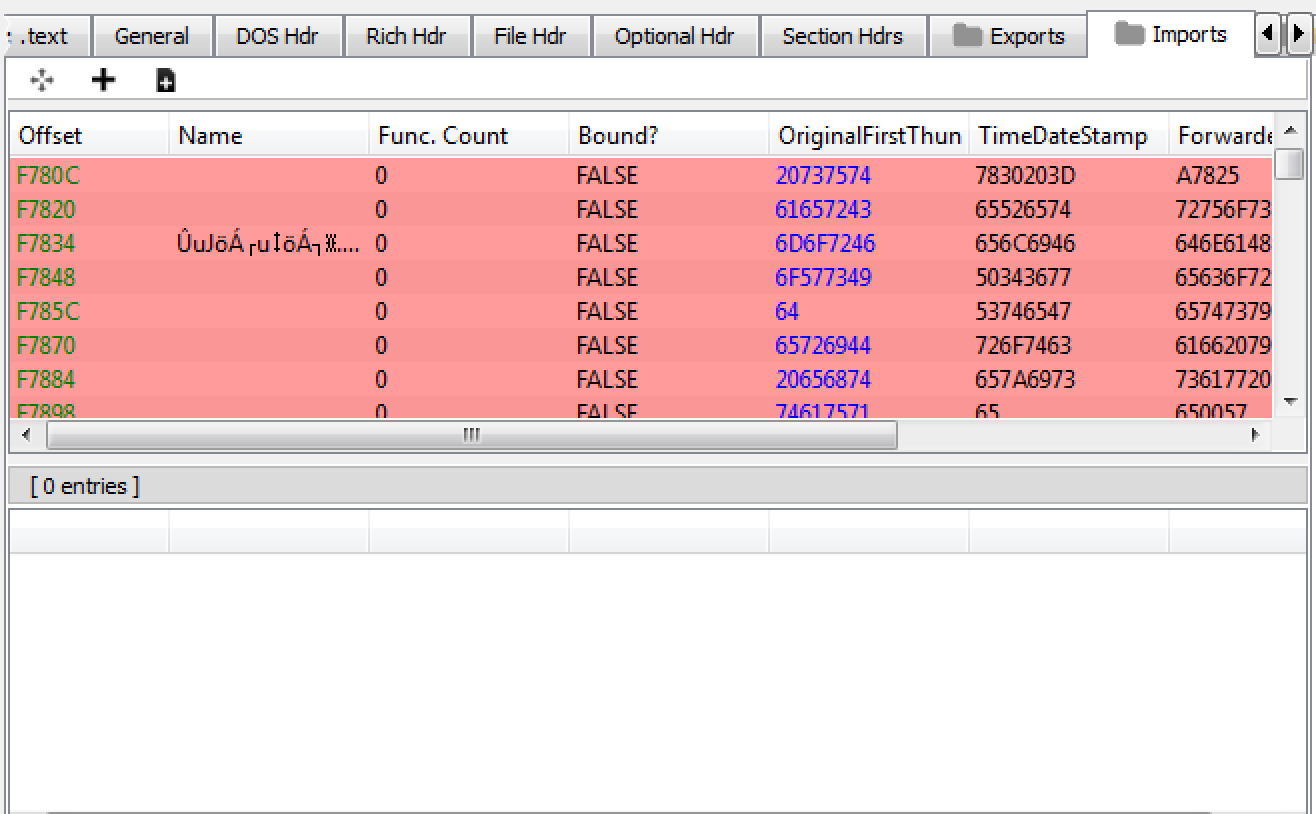 .text General DOS Hdr Rich Hdr File Hdr Optional Hdr Section Hdrs Exports Imports
Offset Name Func. Count Bound? OriginalFirstThun TimeDateStamp Forwarde
F780C 0 FALSE 20737574 7830203D A7825
F7820 0 FALSE 61657243 65526574 72756F73
F7834 0 FALSE 6D6F7246 656C6946 646E6148
F7848 0 FALSE 6F577349 50343677 65636F72
F785C 0 FALSE 64 53746547 65747379
F7870 0 FALSE 65726944 726F7463 61662079
F7884 0 FALSE 20656874 657A6973 73617720
F7898 0 FALSE 74617571 65 650057
[ 0 entries ]